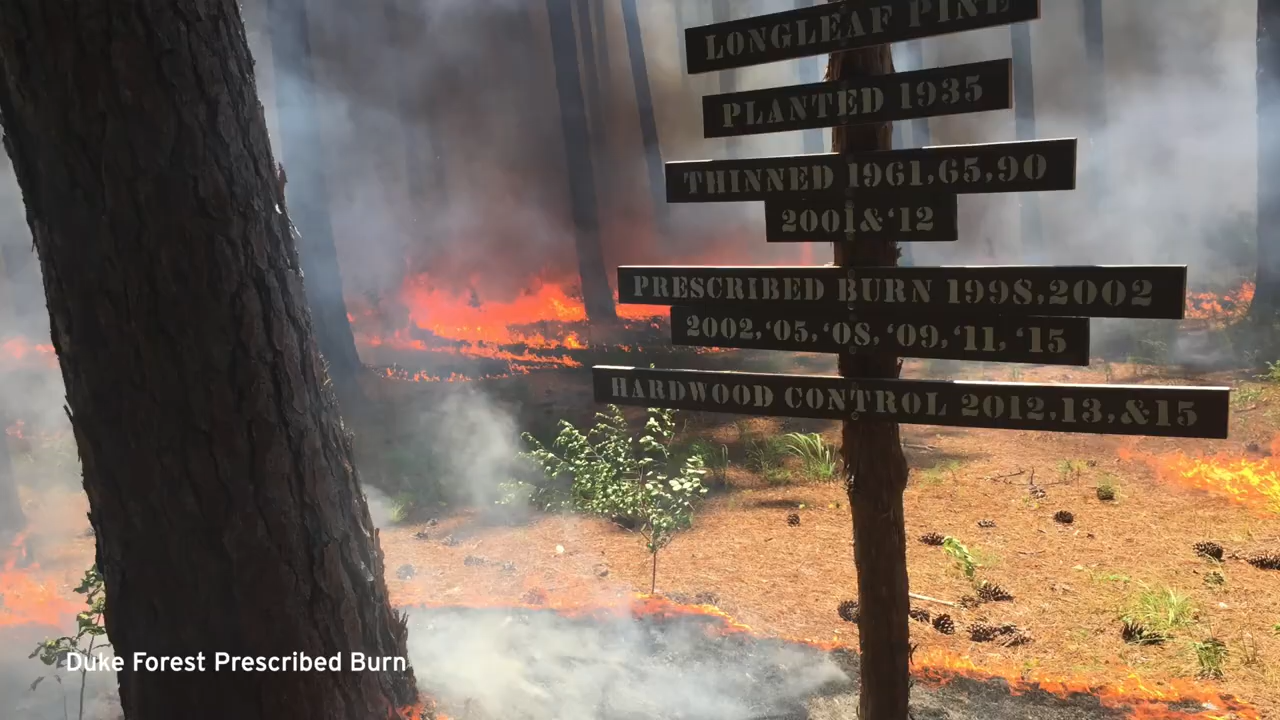 LONGLEAF PINE
PLANTED 1935
THINNED 1961,65,90
2001&‘12
PRESCRIBED BURN 1998,2002
2002,‘05,‘08, ‘09,‘11, ‘15
HARDWOOD CONTROL 2012,13,&15
Duke Forest Prescribed Burn